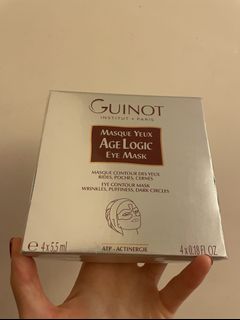 GUINOT
INSTITUT • PARIS
MASQUE YEUX
AGE LOGIC
EYE MASK
MASQUE CONTOUR DES YEUX
RIDES, POCHES, CERNES
EYE CONTOUR MASK
WRINKLES, PUFFINESS, DARK CIRCLES
ATP - ACTINERGIE
℮ 4 x 5.5 ml
4 x 0.18 FL.OZ